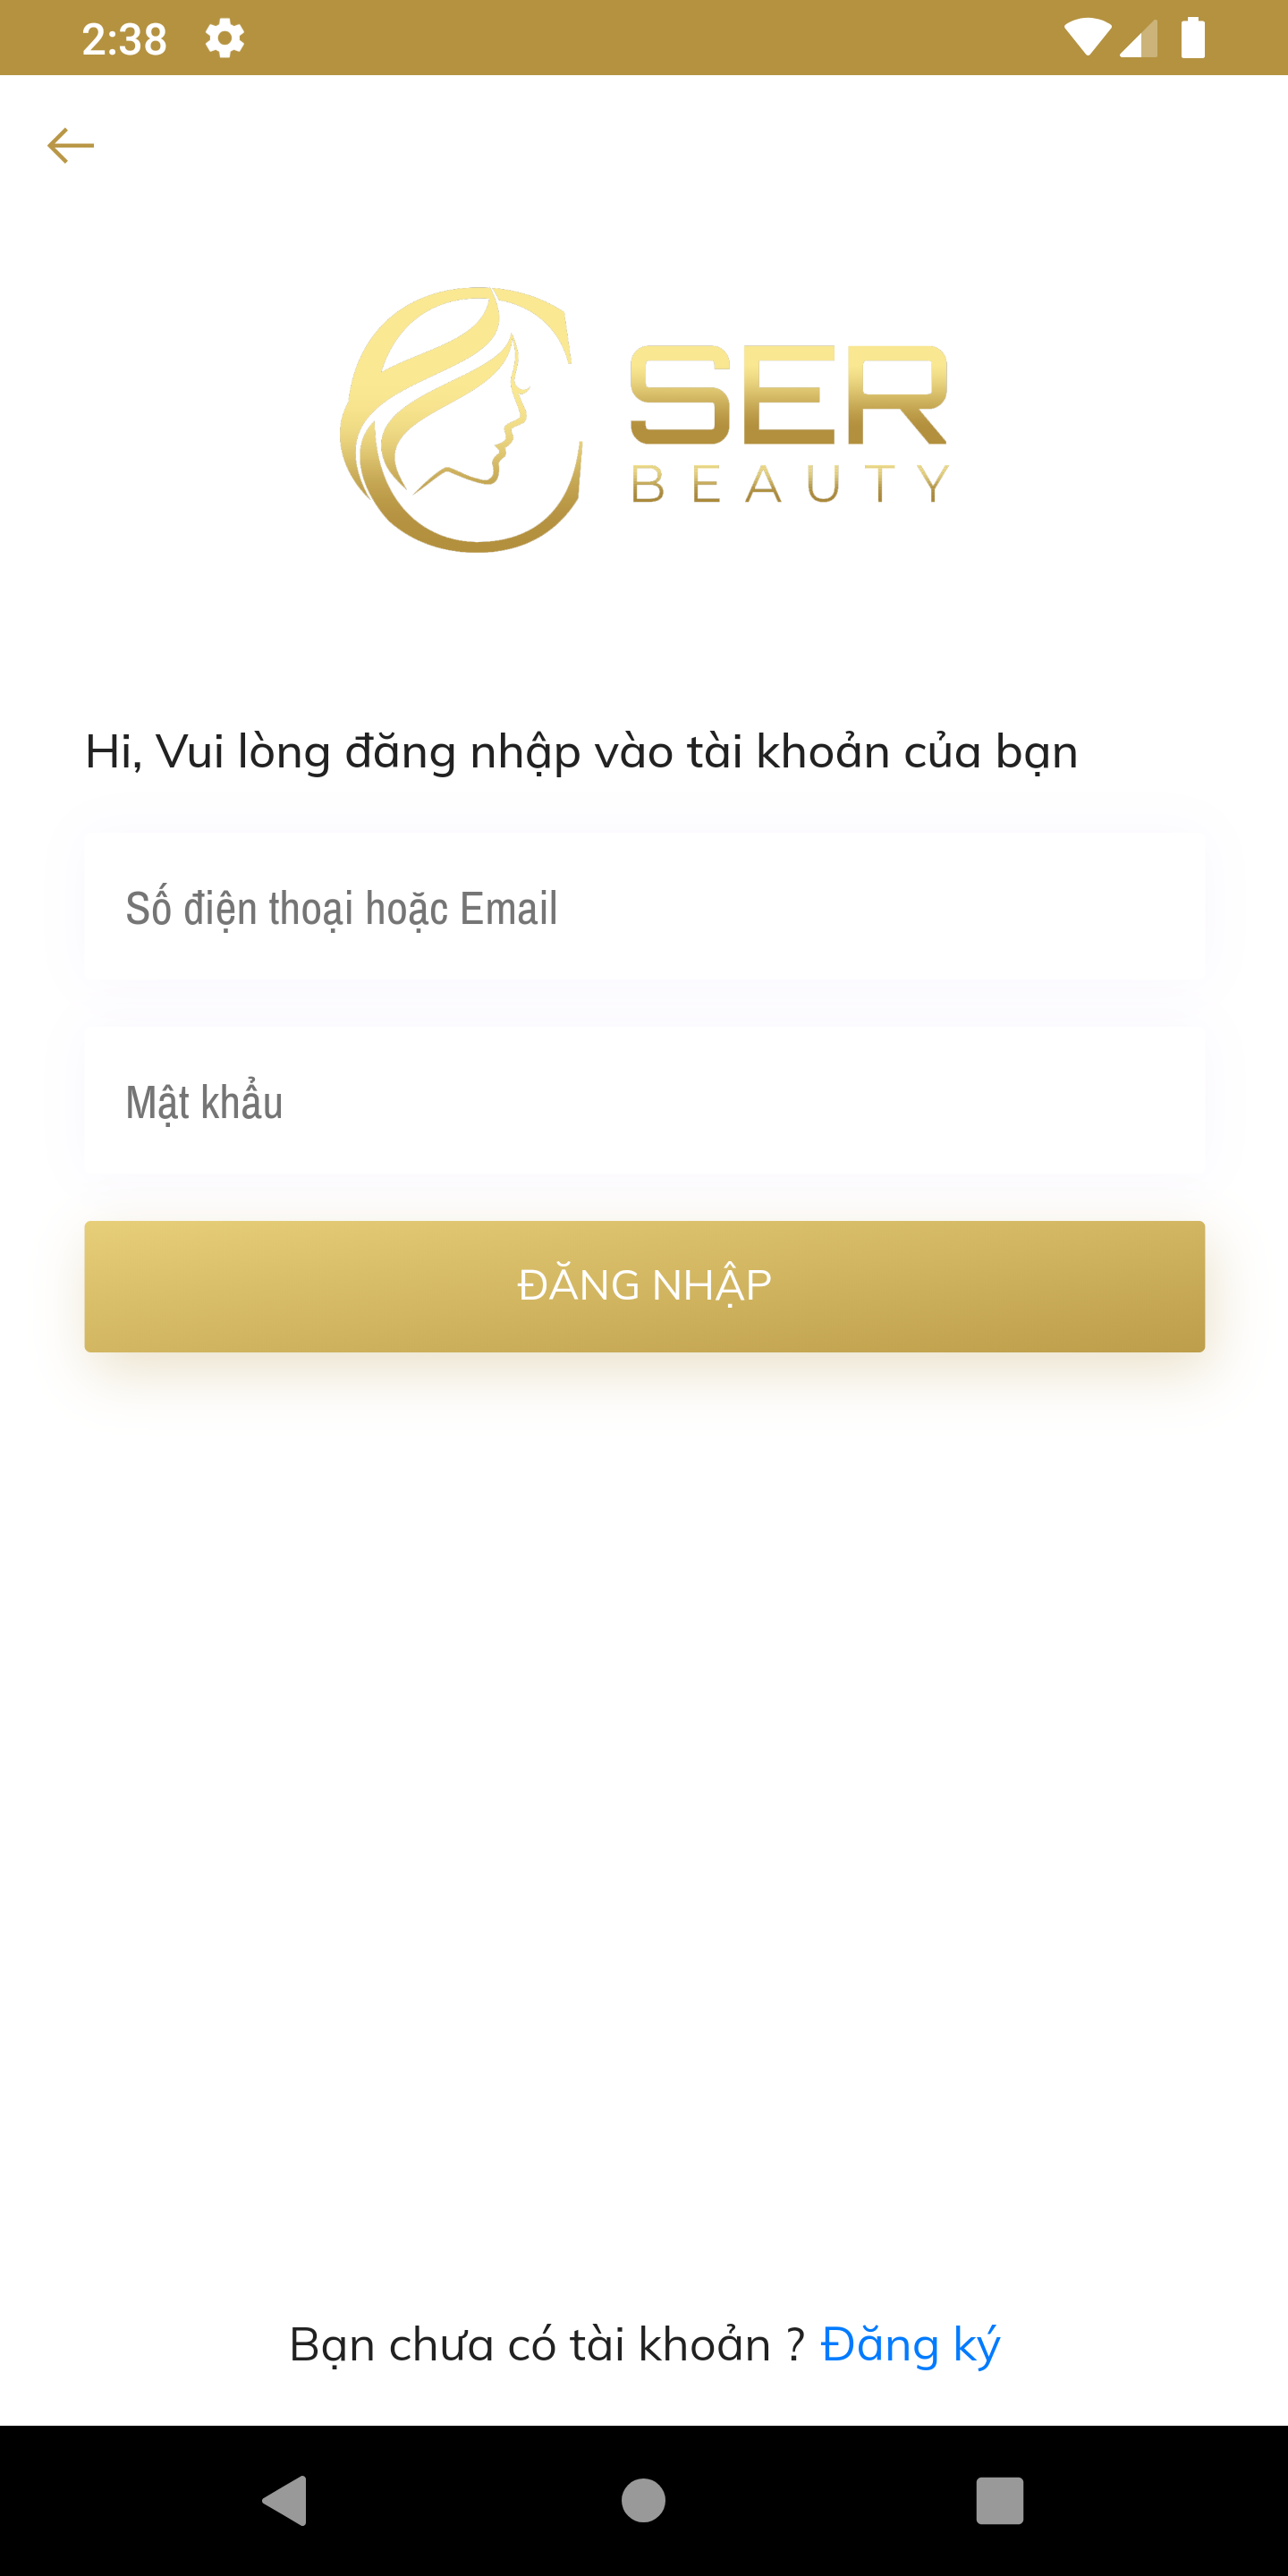 2:38
SER
BEAUTY
Hi, Vui lòng đăng nhập vào tài khoản của bạn
Số điện thoại hoặc Email
Mật khẩu
ĐĂNG NHẬP
Bạn chưa có tài khoản ? Đăng ký